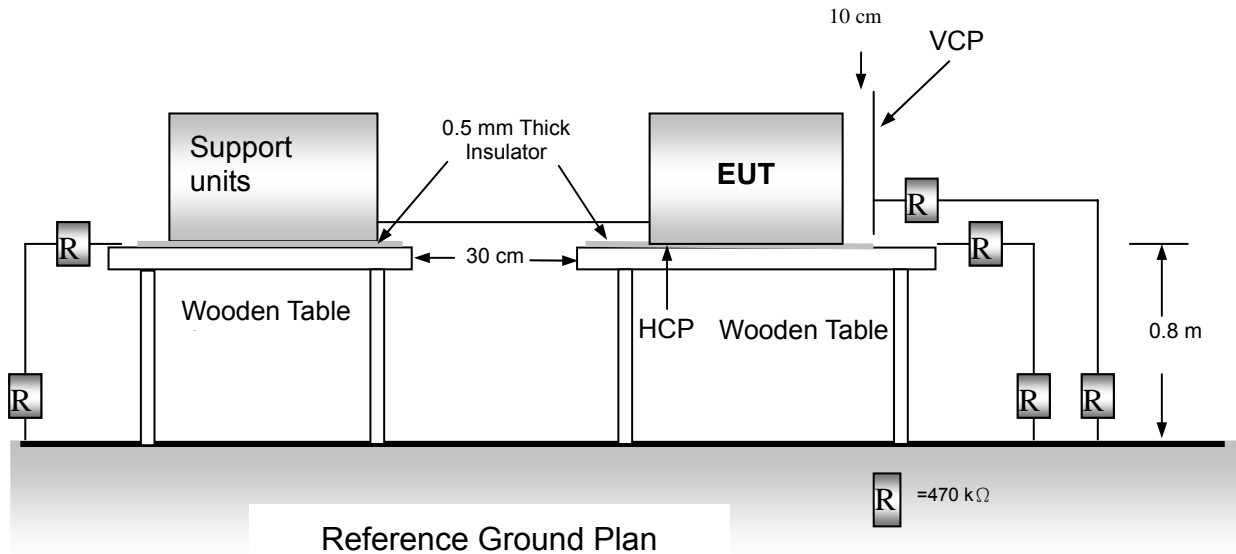 10 cm
VCP
0.5 mm Thick
Insulator
Support
units
EUT
R
R
R
30 cm
Wooden Table
HCP
Wooden Table
0.8 m
R
R
R
R
=470 kΩ
Reference Ground Plan